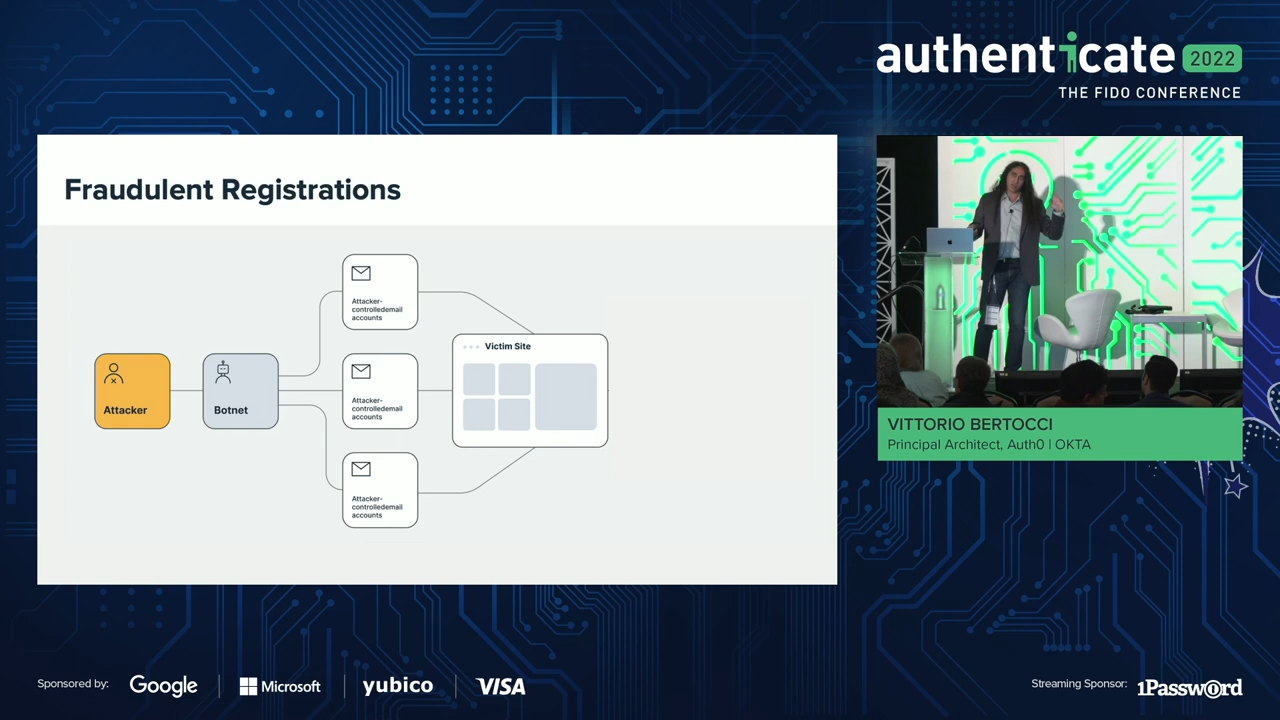 authenticate 2022
THE FIDO CONFERENCE
Fraudulent Registrations
Attacker
Botnet
Attacker-
controlledemail
accounts
Attacker-
controlledemail
accounts
Attacker-
controlledemail
accounts
Victim Site
VITTORIO BERTOCCI
Principal Architect, Auth0 | OKTA
Sponsored by:
Google
Microsoft
yubico
VISA
Streaming Sponsor:
1Password